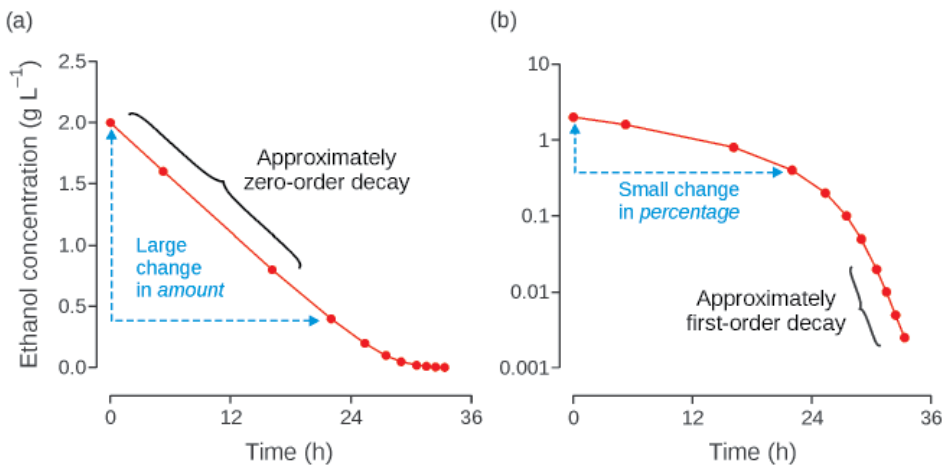 (a)
Ethanol concentration (g L⁻¹)
2.5
2.0
1.5
1.0
0.5
0.0
Approximately
zero-order decay
Large
change
in amount
0
12
24
36
Time (h)
(b)
10
1
0.1
0.01
0.001
Small change
in percentage
Approximately
first-order decay
0
12
24
36
Time (h)